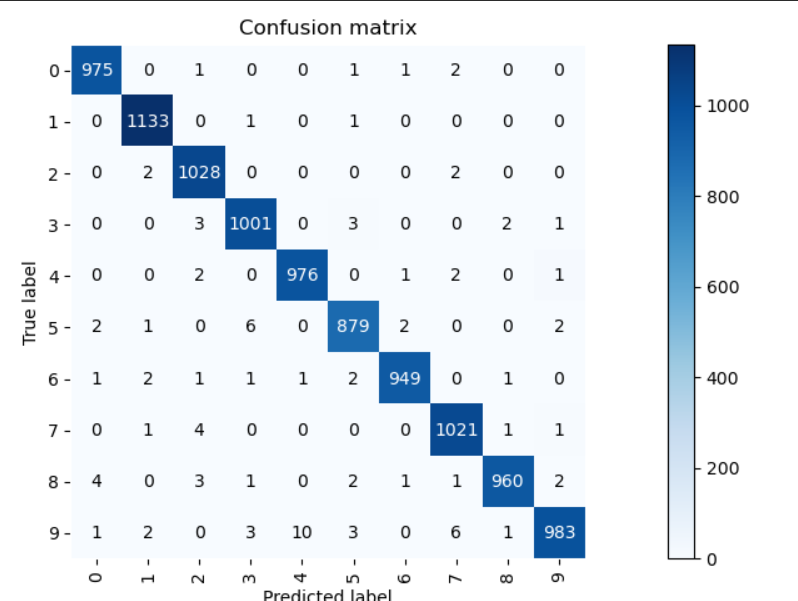 Confusion matrix
0 975 0 1 0 0 1 1 2 0 0
1 0 1133 0 1 0 1 0 0 0 0
2 0 2 1028 0 0 0 0 2 0 0
3 0 0 3 1001 0 3 0 0 2 1
4 0 0 2 0 976 0 1 2 0 1
5 2 1 0 6 0 879 2 0 0 2
6 1 2 1 1 1 2 949 0 1 0
7 0 1 4 0 0 0 0 1021 1 1
8 4 0 3 1 0 2 1 1 960 2
9 1 2 0 3 10 3 0 6 1 983
0 1 2 3 4 5 6 7 8 9
True label
Predicted label
1000
800
600
400
200
0